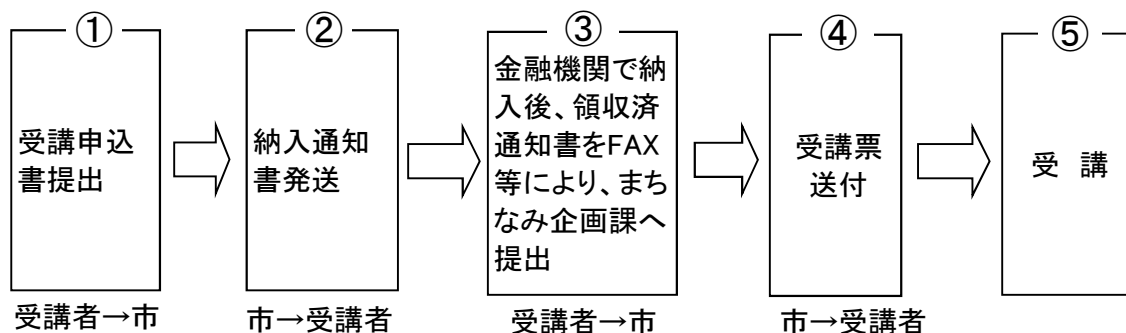 ①
受講申込
書提出
受講者→市
②
納入通知
書発送
市→受講者
③
金融機関で納
入後、領収済
通知書をFAX
等により、まち
なみ企画課へ
提出
受講者→市
④
受講票
送付
市→受講者
⑤
受 講